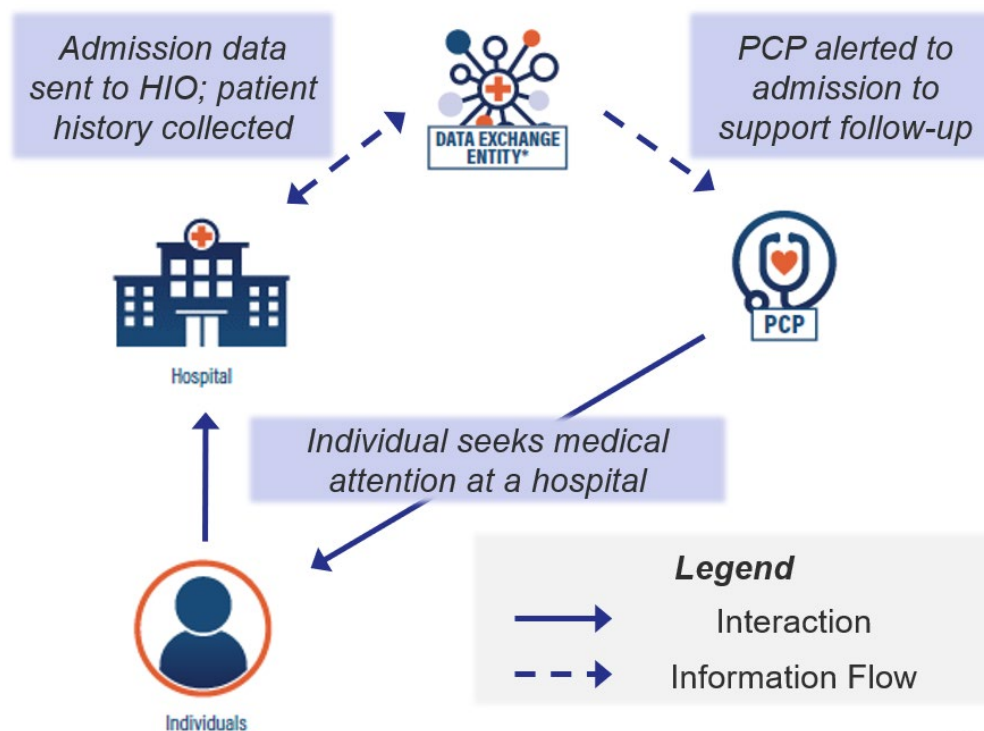 Admission data
sent to HIO; patient
history collected
DATA EXCHANGE
ENTITY*
PCP alerted to
admission to
support follow-up
Hospital
PCP
Individual seeks medical
attention at a hospital
Individuals
Legend
Interaction
Information Flow